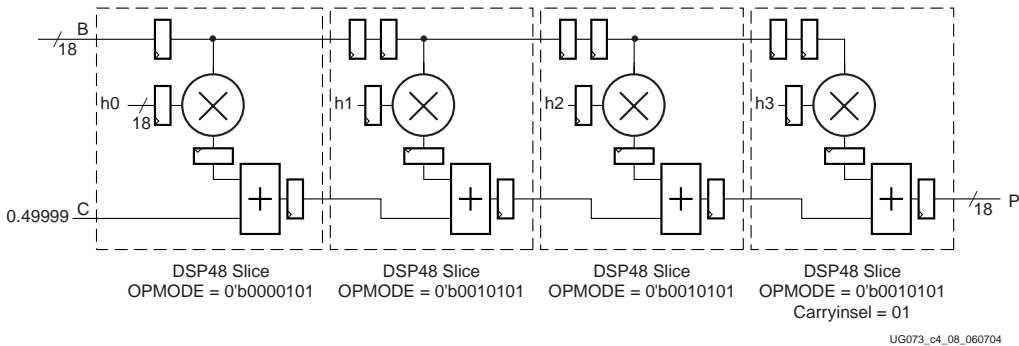 B
18
h0
18
h1
h2
h3
0.49999 C
P
18
DSP48 Slice
OPMODE = 0'b0000101
DSP48 Slice
OPMODE = 0'b0010101
DSP48 Slice
OPMODE = 0'b0010101
DSP48 Slice
OPMODE = 0'b0010101
Carryinsel = 01
UG073_c4_08_060704